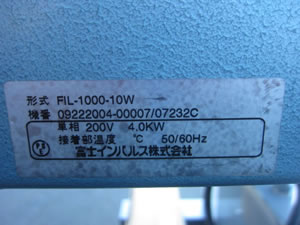 形式 FIL-1000-10W
機番 09222004-00007/07232C
単相 200V 4.0KW
接着部温度 ℃ 50/60Hz
富士インパルス株式会社